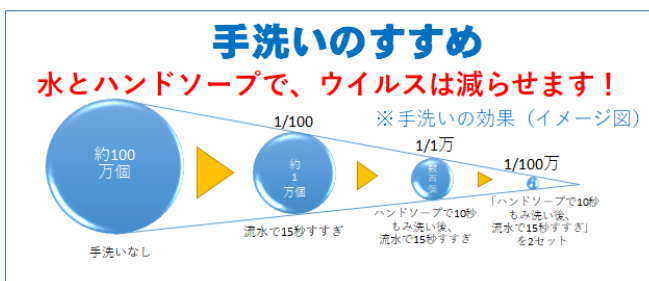 手洗いのすすめ
水とハンドソープで、ウイルスは減らせます！
※手洗いの効果（イメージ図）
約100
万個
手洗いなし
1/100
約
1
万個
流水で15秒すすぎ
1/1万
数百個
ハンドソープで10秒
もみ洗い後、
流水で15秒すすぎ
1/100万
「ハンドソープで10秒
もみ洗い後、
流水で15秒すすぎ」
を2セット